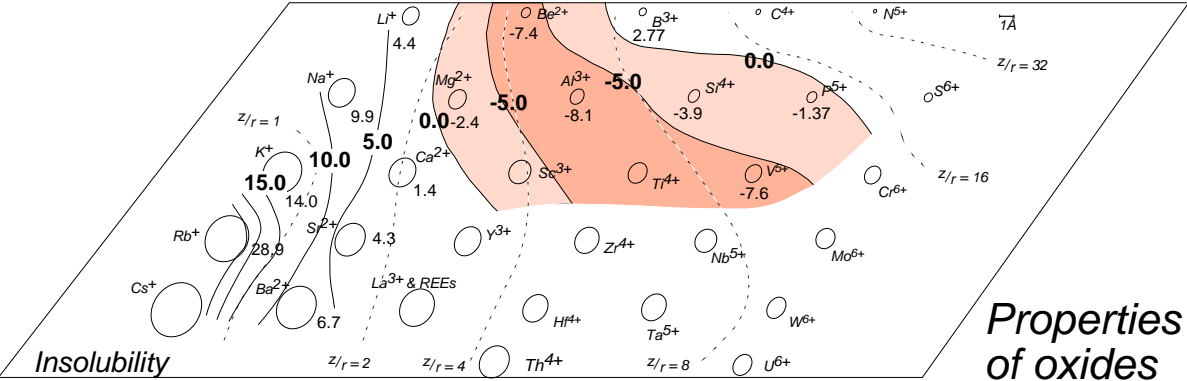 Li+ Be2+ B3+ C4+ N5+ 1Å
4.4 -7.4 2.77 0.0 z/r = 32
Na+ Mg2+ Al3+ -5.0 Si4+ P5+ S6+
9.9 0.0 -2.4 -5.0 -8.1 -3.9 -1.37
z/r = 1
K+ 10.0 5.0 Ca2+ Sc3+ Ti4+ V5+ Cr6+ z/r = 16
15.0 14.0 1.4 -7.6
Rb+ Sr2+ 4.3 Y3+ Zr4+ Nb5+ Mo6+
28,9
Cs+ Ba2+ La3+ & REEs Hf4+ Ta5+ W6+
6.7
Insolubility z/r = 2 z/r = 4 Th4+ z/r = 8 U6+
Properties
of oxides